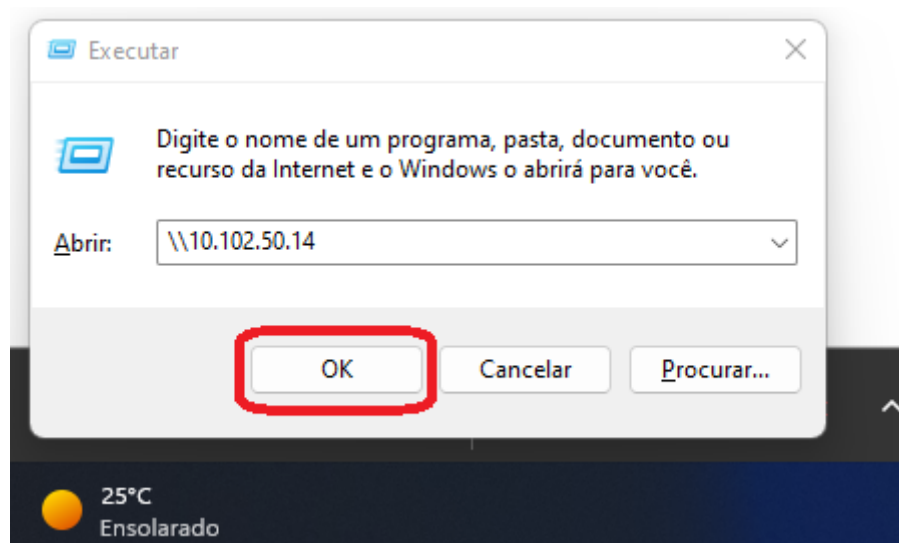 Executar
Digite o nome de um programa, pasta, documento ou
recurso da Internet e o Windows o abrirá para você.
Abrir: \\10.102.50.14
OK Cancelar Procurar...
25°C
Ensolarado